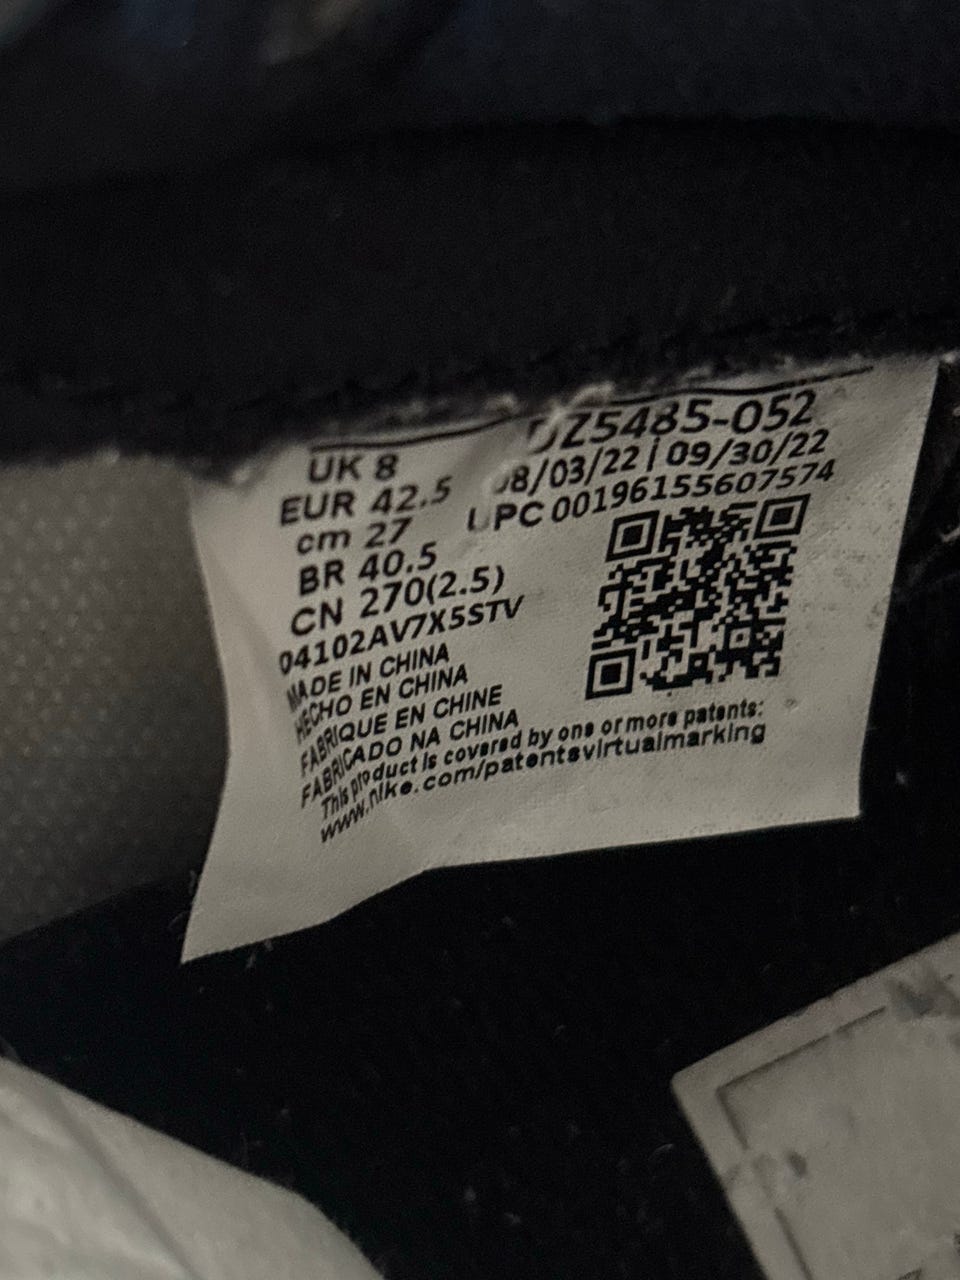 UK 8
EUR 42.5
cm 27
BR 40.5
CN 270(2.5)
04102AV7X5STV
MADE IN CHINA
HECHO EN CHINA
FABRIQUE EN CHINE
FABRICADO NA CHINA
This product is covered by one or more patents:
www.nike.com/patentsvirtualmarking
DZ5485-052
08/03/22 | 09/30/22
UPC 00196155607574